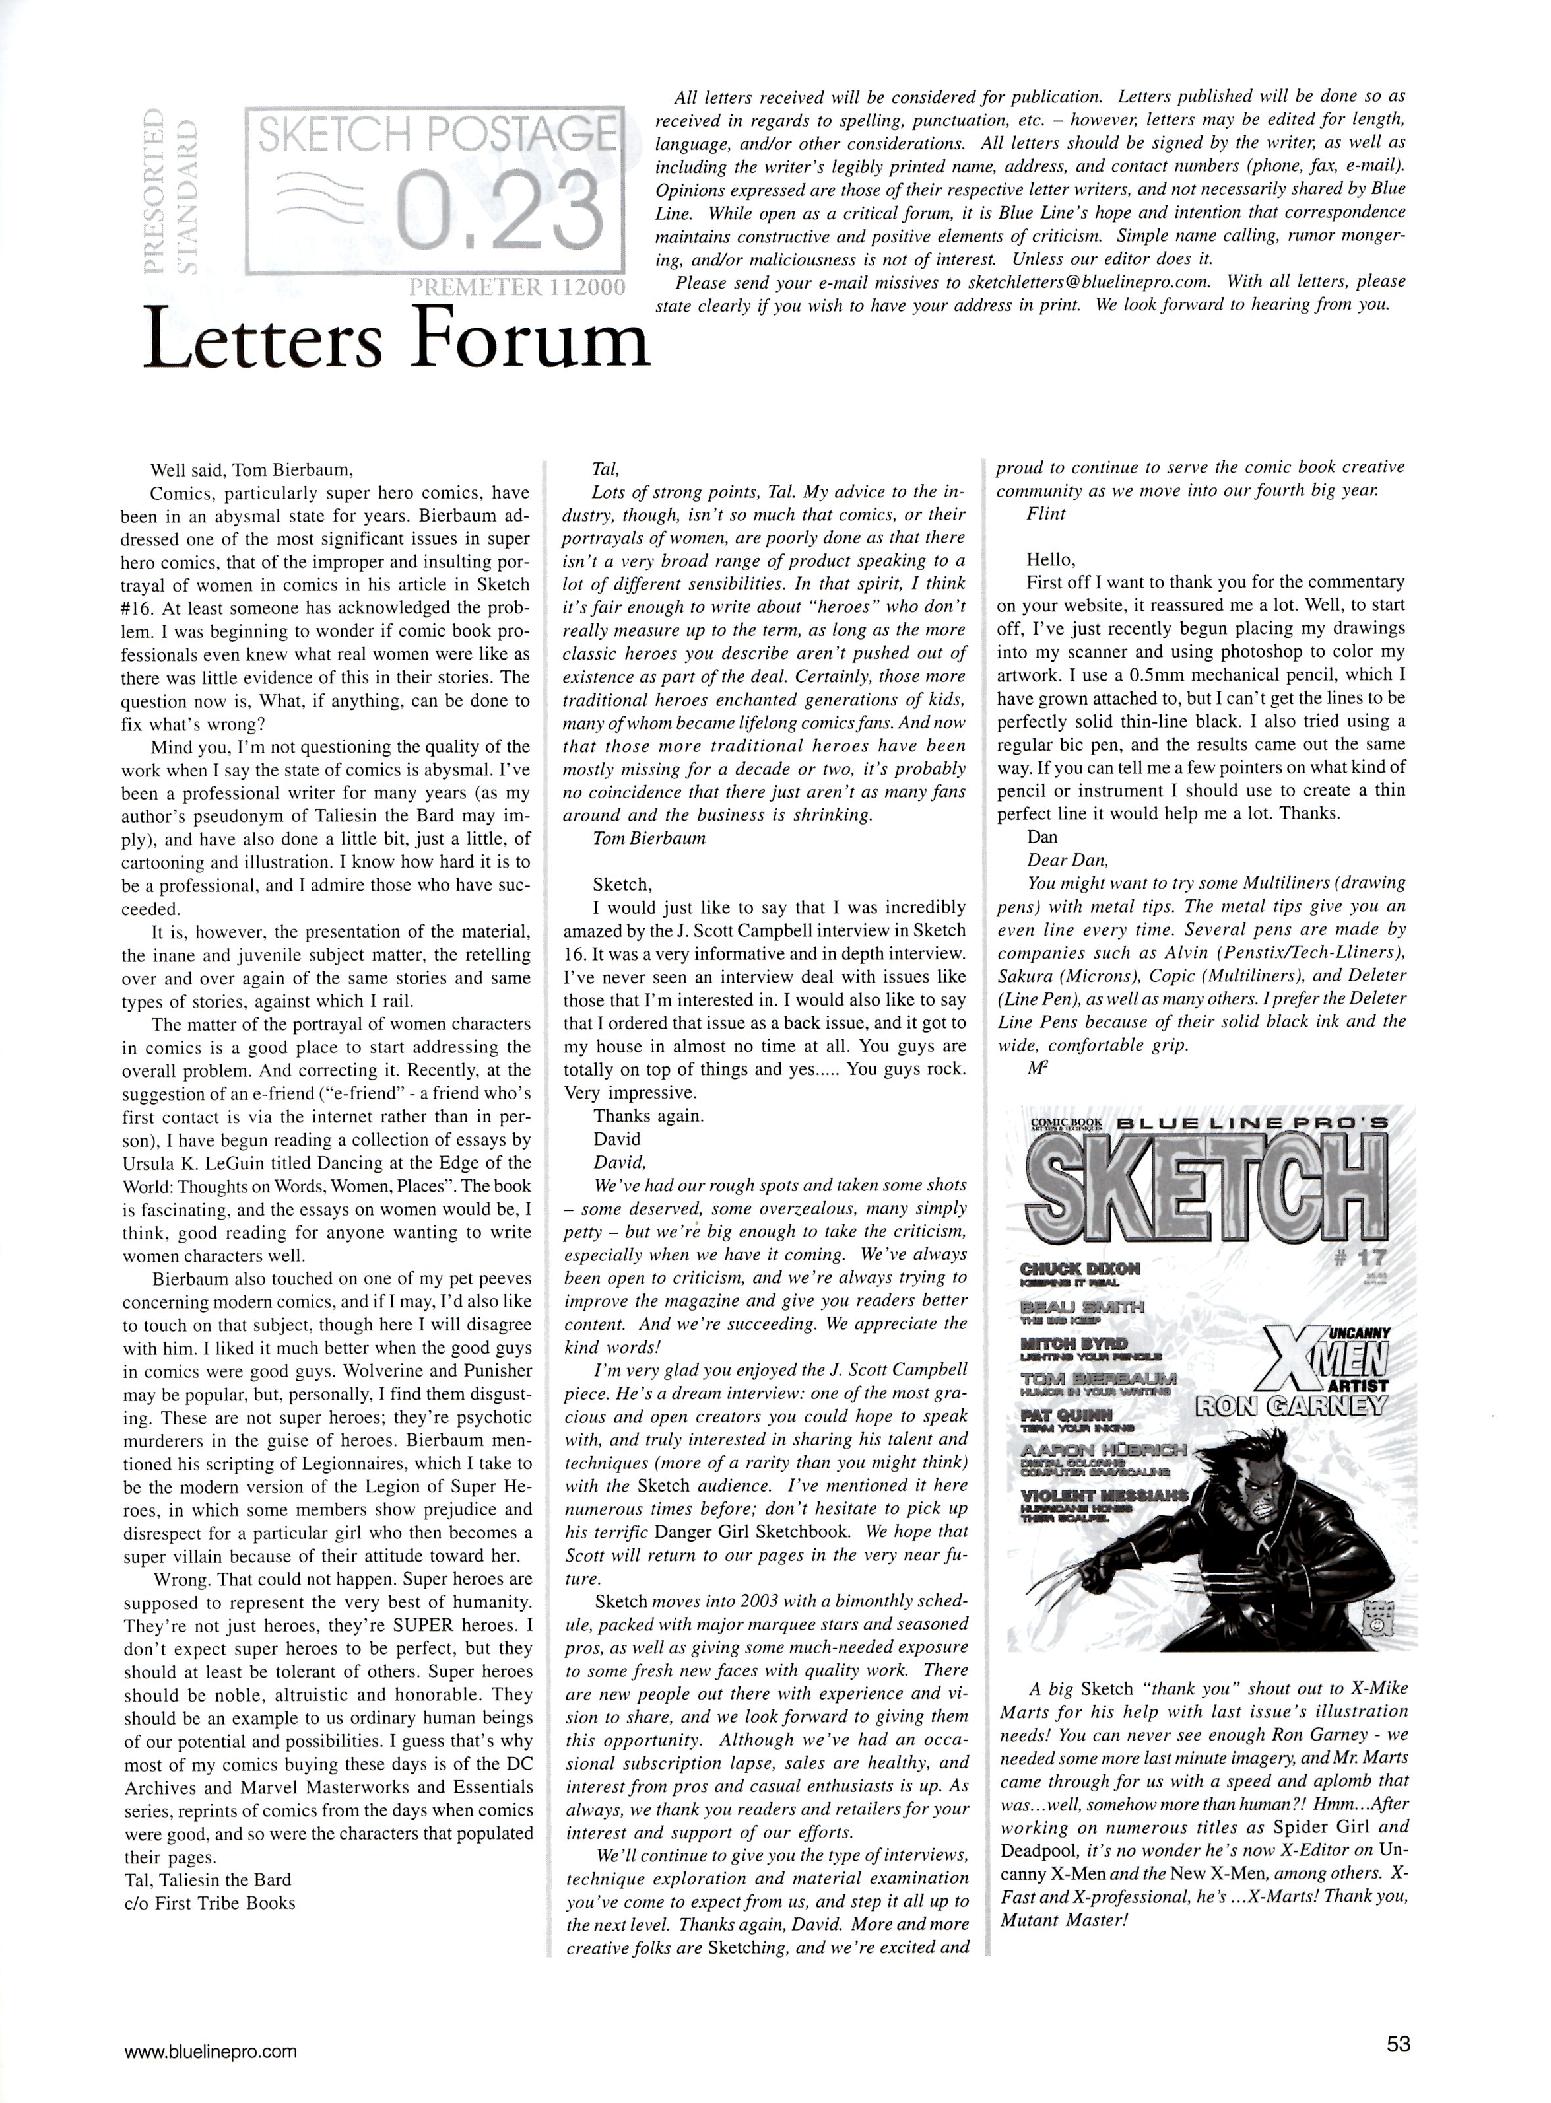 PRESORTED
STANDARD
SKETCH POSTAGE
0.23
PREMETER 112000
Letters Forum
All letters received will be considered for publication. Letters published will be done so as
received in regards to spelling, punctuation, etc. – however, letters may be edited for length,
language, and/or other considerations. All letters should be signed by the writer, as well as
including the writer's legibly printed name, address, and contact numbers (phone, fax, e-mail).
Opinions expressed are those of their respective letter writers, and not necessarily shared by Blue
Line. While open as a critical forum, it is Blue Line's hope and intention that correspondence
maintains constructive and positive elements of criticism. Simple name calling, rumor monger-
ing, and/or maliciousness is not of interest. Unless our editor does it.
Please send your e-mail missives to sketchletters@bluelinepro.com. With all letters, please
state clearly if you wish to have your address in print. We look forward to hearing from you.
Well said, Tom Bierbaum,
Comics, particularly super hero comics, have
been in an abysmal state for years. Bierbaum ad-
dressed one of the most significant issues in super
hero comics, that of the improper and insulting por-
trayal of women in comics in his article in Sketch
#16. At least someone has acknowledged the prob-
lem. I was beginning to wonder if comic book pro-
fessionals even knew what real women were like as
there was little evidence of this in their stories. The
question now is, What, if anything, can be done to
fix what's wrong?
Mind you, I'm not questioning the quality of the
work when I say the state of comics is abysmal. I've
been a professional writer for many years (as my
author's pseudonym of Taliesin the Bard may im-
ply), and have also done a little bit, just a little, of
cartooning and illustration. I know how hard it is to
be a professional, and I admire those who have suc-
ceeded.
It is, however, the presentation of the material,
the inane and juvenile subject matter, the retelling
over and over again of the same stories and same
types of stories, against which I rail.
The matter of the portrayal of women characters
in comics is a good place to start addressing the
overall problem. And correcting it. Recently, at the
suggestion of an e-friend ("e-friend" - a friend who's
first contact is via the internet rather than in per-
son), I have begun reading a collection of essays by
Ursula K. LeGuin titled Dancing at the Edge of the
World: Thoughts on Words, Women, Places". The book
is fascinating, and the essays on women would be, I
think, good reading for anyone wanting to write
women characters well.
Bierbaum also touched on one of my pet peeves
concerning modern comics, and if I may, I'd also like
to touch on that subject, though here I will disagree
with him. I liked it much better when the good guys
in comics were good guys. Wolverine and Punisher
may be popular, but, personally, I find them disgust-
ing. These are not super heroes; they're psychotic
murderers in the guise of heroes. Bierbaum men-
tioned his scripting of Legionnaires, which I take to
be the modern version of the Legion of Super He-
roes, in which some members show prejudice and
disrespect for a particular girl who then becomes a
super villain because of their attitude toward her.
Wrong. That could not happen. Super heroes are
supposed to represent the very best of humanity.
They're not just heroes, they're SUPER heroes. I
don't expect super heroes to be perfect, but they
should at least be tolerant of others. Super heroes
should be noble, altruistic and honorable. They
should be an example to us ordinary human beings
of our potential and possibilities. I guess that's why
most of my comics buying these days is of the DC
Archives and Marvel Masterworks and Essentials
series, reprints of comics from the days when comics
were good, and so were the characters that populated
their pages.
Tal, Taliesin the Bard
c/o First Tribe Books
Tal,
Lots of strong points, Tal. My advice to the in-
dustry, though, isn't so much that comics, or their
portrayals of women, are poorly done as that there
isn't a very broad range of product speaking to a
lot of different sensibilities. In that spirit, I think
it's fair enough to write about "heroes" who don't
really measure up to the term, as long as the more
classic heroes you describe aren't pushed out of
existence as part of the deal. Certainly, those more
traditional heroes enchanted generations of kids,
many of whom became lifelong comics fans. And now
that those more traditional heroes have been
mostly missing for a decade or two, it's probably
no coincidence that there just aren't as many fans
around and the business is shrinking.
Tom Bierbaum
Sketch,
I would just like to say that I was incredibly
amazed by the J. Scott Campbell interview in Sketch
16. It was a very informative and in depth interview.
I've never seen an interview deal with issues like
those that I'm interested in. I would also like to say
that I ordered that issue as a back issue, and it got to
my house in almost no time at all. You guys are
totally on top of things and yes..... You guys rock.
Very impressive.
Thanks again.
David
David,
We've had our rough spots and taken some shots
– some deserved, some overzealous, many simply
petty – but we're big enough to take the criticism,
especially when we have it coming. We've always
been open to criticism, and we're always trying to
improve the magazine and give you readers better
content. And we're succeeding. We appreciate the
kind words!
I'm very glad you enjoyed the J. Scott Campbell
piece. He's a dream interview: one of the most gra-
cious and open creators you could hope to speak
with, and truly interested in sharing his talent and
techniques (more of a rarity than you might think)
with the Sketch audience. I've mentioned it here
numerous times before; don't hesitate to pick up
his terrific Danger Girl Sketchbook. We hope that
Scott will return to our pages in the very near fu-
ture.
Sketch moves into 2003 with a bimonthly sched-
ule, packed with major marquee stars and seasoned
pros, as well as giving some much-needed exposure
to some fresh new faces with quality work. There
are new people out there with experience and vi-
sion to share, and we look forward to giving them
this opportunity. Although we've had an occa-
sional subscription lapse, sales are healthy, and
interest from pros and casual enthusiasts is up. As
always, we thank you readers and retailers for your
interest and support of our efforts.
We'll continue to give you the type of interviews,
technique exploration and material examination
you've come to expect from us, and step it all up to
the next level. Thanks again, David. More and more
creative folks are Sketching, and we're excited and
proud to continue to serve the comic book creative
community as we move into our fourth big year.
Flint
Hello,
First off I want to thank you for the commentary
on your website, it reassured me a lot. Well, to start
off, I've just recently begun placing my drawings
into my scanner and using photoshop to color my
artwork. I use a 0.5mm mechanical pencil, which I
have grown attached to, but I can't get the lines to be
perfectly solid thin-line black. I also tried using a
regular bic pen, and the results came out the same
way. If you can tell me a few pointers on what kind of
pencil or instrument I should use to create a thin
perfect line it would help me a lot. Thanks.
Dan
Dear Dan,
You might want to try some Multiliners (drawing
pens) with metal tips. The metal tips give you an
even line every time. Several pens are made by
companies such as Alvin (Penstix/Tech-Lliners),
Sakura (Microns), Copic (Multiliners), and Deleter
(Line Pen), as well as many others. I prefer the Deleter
Line Pens because of their solid black ink and the
wide, comfortable grip.
M²
COMIC BOOK
BLUE LINE PRO'S
SKETCH
# 17
CHUCK DIXON
KEEPING IT REAL
BEAU SMITH
MITCH BYRD
LIGHTING YOUR PENCILS
TOM BIERBAUM
HUMOR IN YOUR WRITING
PAT QUINN
TEAM YOUR INKING
AARON HÜBRICH
DIGITAL COLORING
COMPUTER GRAYSCALING
VIOLENT MESSIAHS
HURRICANE HONES
THEIR SCALPEL
UNCANNY
X-MEN
ARTIST
RON GARNEY
A big Sketch "thank you" shout out to X-Mike
Marts for his help with last issue's illustration
needs! You can never see enough Ron Garney - we
needed some more last minute imagery, and Mr. Marts
came through for us with a speed and aplomb that
was...well, somehow more than human?! Hmm...After
working on numerous titles as Spider Girl and
Deadpool, it's no wonder he's now X-Editor on Un-
canny X-Men and the New X-Men, among others. X-
Fast and X-professional, he's ...X-Marts! Thank you,
Mutant Master!
www.bluelinepro.com
53